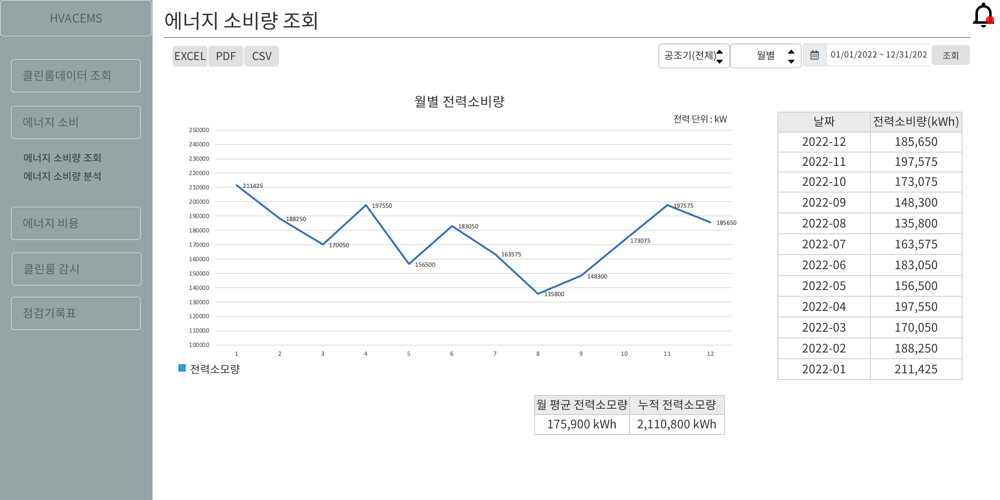 HVACEMS
클린룸데이터 조회
에너지 소비
에너지 소비량 조회
에너지 소비량 분석
에너지 비용
클린룸 감시
점검기록표
에너지 소비량 조회
EXCEL PDF CSV
공조기(전체) 월별 01/01/2022 ~ 12/31/202 조회
월별 전력소비량
전력 단위 : kW
250000
240000
230000
220000
210000
200000
190000
180000
170000
160000
150000
140000
130000
120000
110000
100000
211425
188250
170050
197550
156500
183050
163575
135800
148300
173075
197575
185650
1 2 3 4 5 6 7 8 9 10 11 12
전력소모량
날짜 전력소비량(kWh)
2022-12 185,650
2022-11 197,575
2022-10 173,075
2022-09 148,300
2022-08 135,800
2022-07 163,575
2022-06 183,050
2022-05 156,500
2022-04 197,550
2022-03 170,050
2022-02 188,250
2022-01 211,425
월 평균 전력소모량 누적 전력소모량
175,900 kWh 2,110,800 kWh